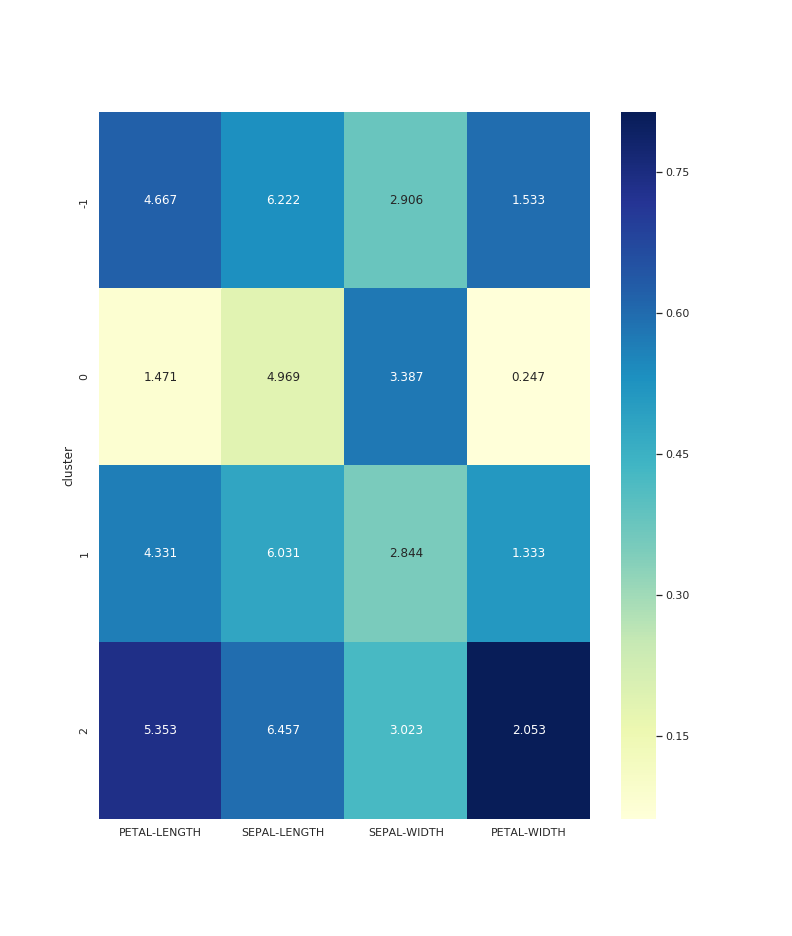 -1 4.667 6.222 2.906 1.533
0 1.471 4.969 3.387 0.247
cluster
1 4.331 6.031 2.844 1.333
2 5.353 6.457 3.023 2.053
PETAL-LENGTH SEPAL-LENGTH SEPAL-WIDTH PETAL-WIDTH
0.75
0.60
0.45
0.30
0.15